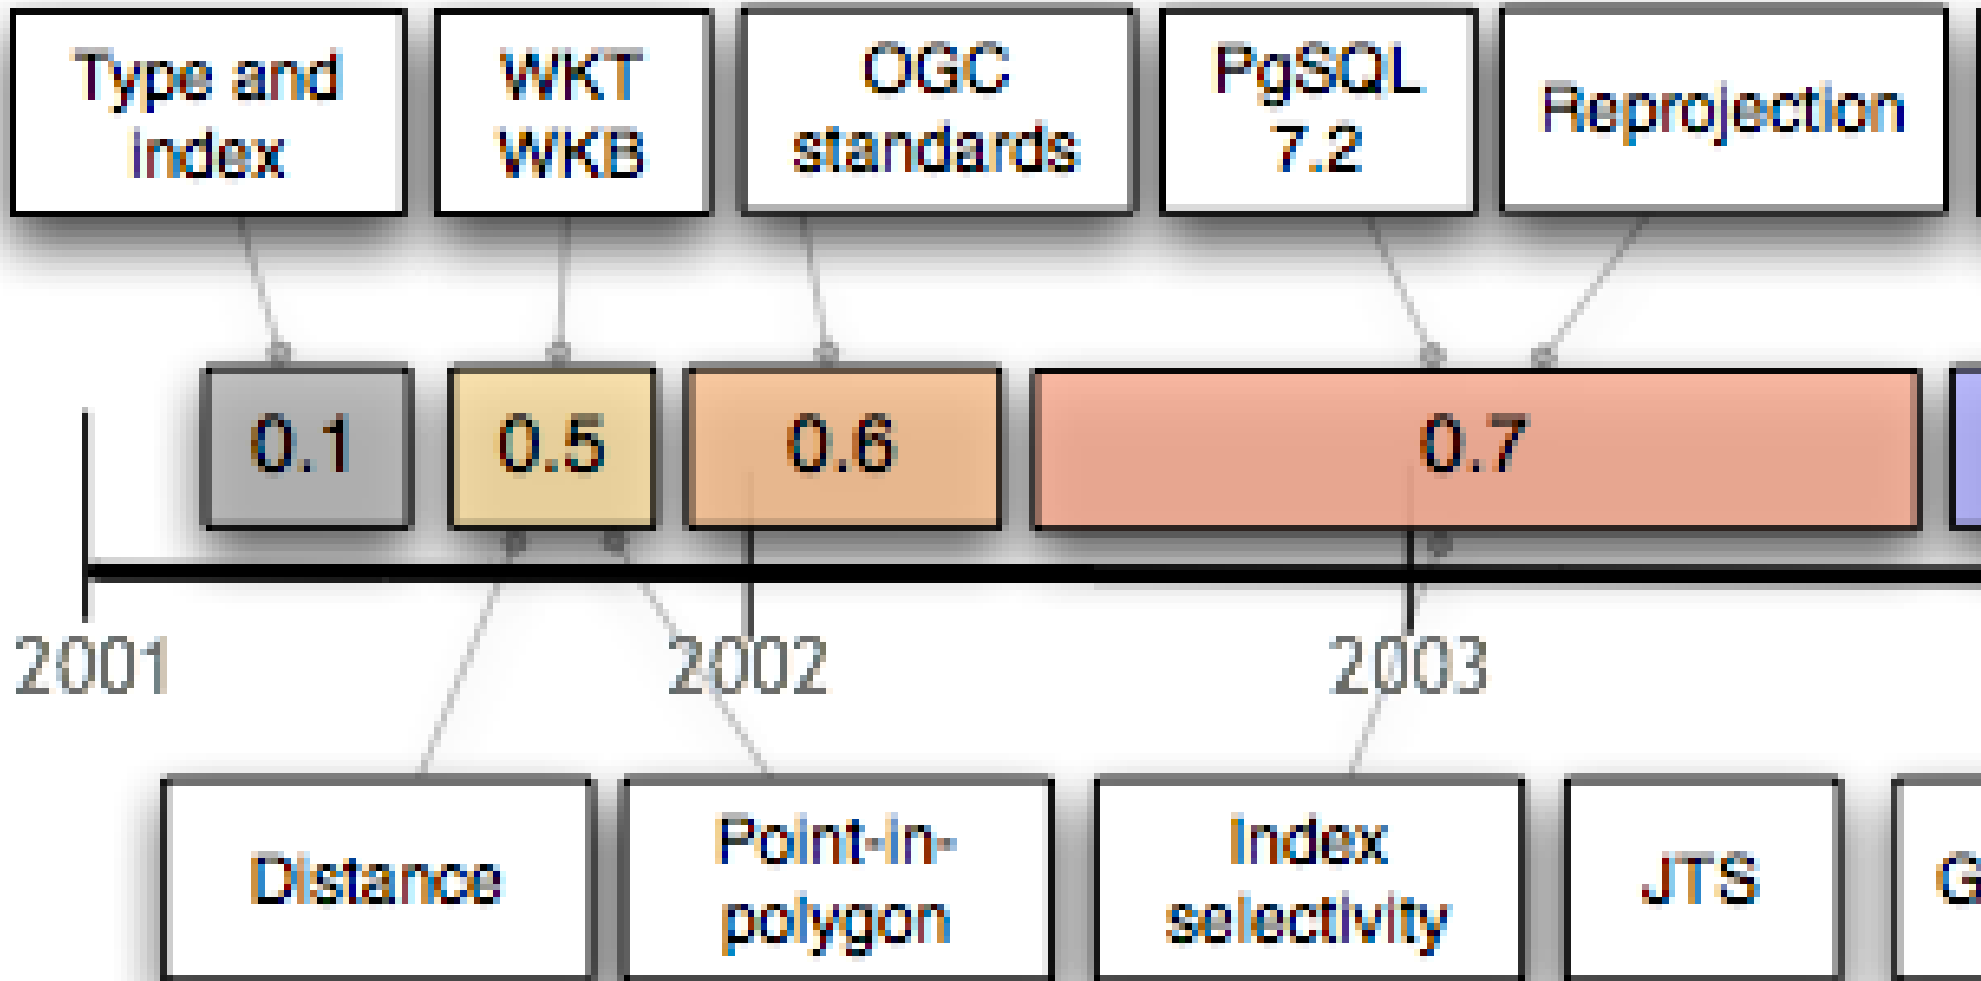 Type and
index
WKT
WKB
OGC
standards
PgSQL
7.2
Reprojection
0.1
0.5
0.6
0.7
2001
2002
2003
Distance
Point-in-
polygon
Index
selectivity
JTS
G